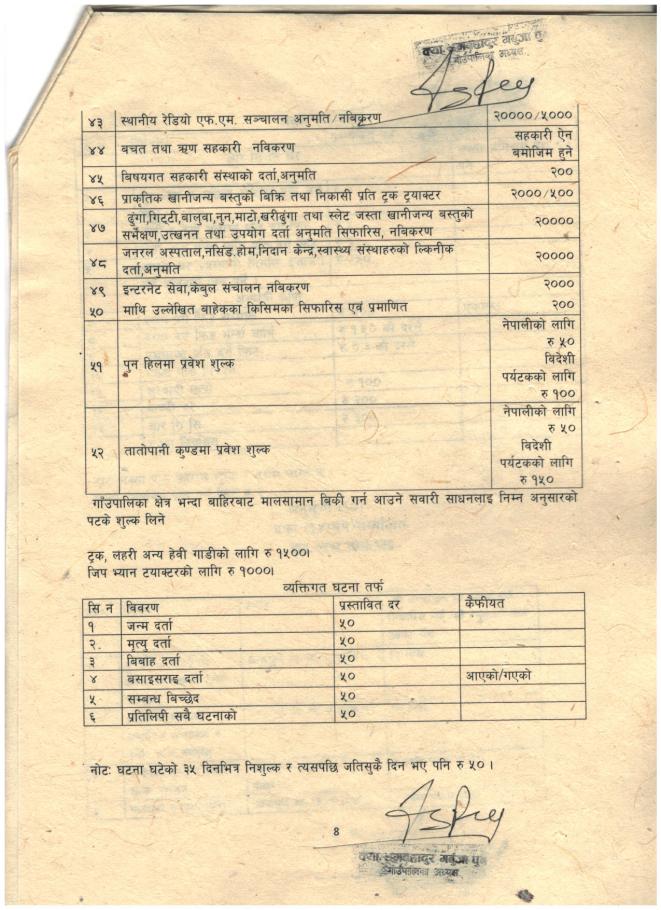 गाउँपालिका अध्यक्ष
४३ स्थानीय रेडियो एफ.एम. सञ्चालन अनुमति/नबिकरण २००००/५०००
४४ बचत तथा ऋण सहकारी नविकरण सहकारी ऐन
बमोजिम हुने
४५ बिषयगत सहकारी संस्थाको दर्ता,अनुमति २००
४६ प्राकृतिक खानीजन्य बस्तुको बिक्रि तथा निकासी प्रति ट्रक ट्रयाक्टर २०००/५००
४७ ढुंगा,गिट्टी,बालुवा,नुन,माटो,खरीढुंगा तथा स्लेट जस्ता खानीजन्य बस्तुको
सर्भेक्षण,उत्खनन तथा उपयोग दर्ता अनुमति सिफारिस, नविकरण २००००
४८ जनरल अस्पताल,नर्सिङ.होम,निदान केन्द्र,स्वास्थ्य संस्थाहरुको ल्किनीक
दर्ता,अनुमति २००००
४९ इन्टरनेट सेवा,केबुल संचालन नविकरण २०००
५० माथि उल्लेखित बाहेकका किसिमका सिफारिस एवं प्रमाणित २००
५१ पुन हिलमा प्रवेश शुल्क नेपालीको लागि
रु ५०
बिदेशी
पर्यटकको लागि
रु १००
५२ तातोपानी कुण्डमा प्रवेश शुल्क नेपालीको लागि
रु ५०
बिदेशी
पर्यटकको लागि
रु १५०
गाँउपालिका क्षेत्र भन्दा बाहिरबाट मालसामान बिकी गर्न आउने सवारी साधनलाइ निम्न अनुसारको
पटके शुल्क लिने
ट्रक, लहरी अन्य हेवी गाडीको लागि रु १५००।
जिप भ्यान टयाक्टरको लागि रु १०००।
व्यक्तिगत घटना तर्फ
सि न बिबरण प्रस्तावित दर कैफीयत
१ जन्म दर्ता ५०
२. मृत्यु दर्ता ५०
३ बिबाह दर्ता ५०
४ बसाइसराइ दर्ता ५० आएको/गएको
५ सम्बन्ध बिच्छेद ५०
६ प्रतिलिपी सबै घटनाको ५०
नोट: घटना घटेको ३५ दिनभित्र निशुल्क र त्यसपछि जतिसुकै दिन भए पनि रु ५० ।
8
गाउँपालिका अध्यक्ष